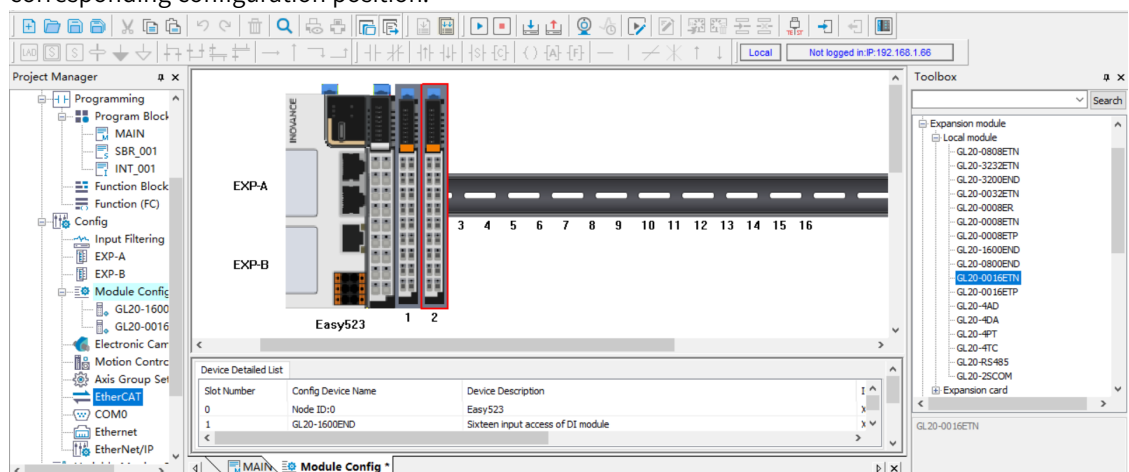 corresponding configuration position.
Local
Not logged in:IP:192.168.1.66
Project Manager
Programming
Program Block
MAIN
SBR_001
INT_001
Function Block
Function (FC)
Config
Input Filtering
EXP-A
EXP-B
Module Config
GL20-1600
GL20-0016
Electronic Cam
Motion Contrc
Axis Group Set
EtherCAT
COM0
Ethernet
EtherNet/IP
INOVANCE
EXP-A
EXP-B
3 4 5 6 7 8 9 10 11 12 13 14 15 16
1 2
Easy523
Device Detailed List
Slot Number Config Device Name Device Description
0 Node ID:0 Easy523
1 GL20-1600END Sixteen input access of DI module
MAIN Module Config *
Toolbox
Search
Expansion module
Local module
GL20-0808ETN
GL20-3232ETN
GL20-3200END
GL20-0032ETN
GL20-0008ER
GL20-0008ETN
GL20-0008ETP
GL20-1600END
GL20-0800END
GL20-0016ETN
GL20-0016ETP
GL20-4AD
GL20-4DA
GL20-4PT
GL20-4TC
GL20-RS485
GL20-2SCOM
Expansion card
GL20-0016ETN